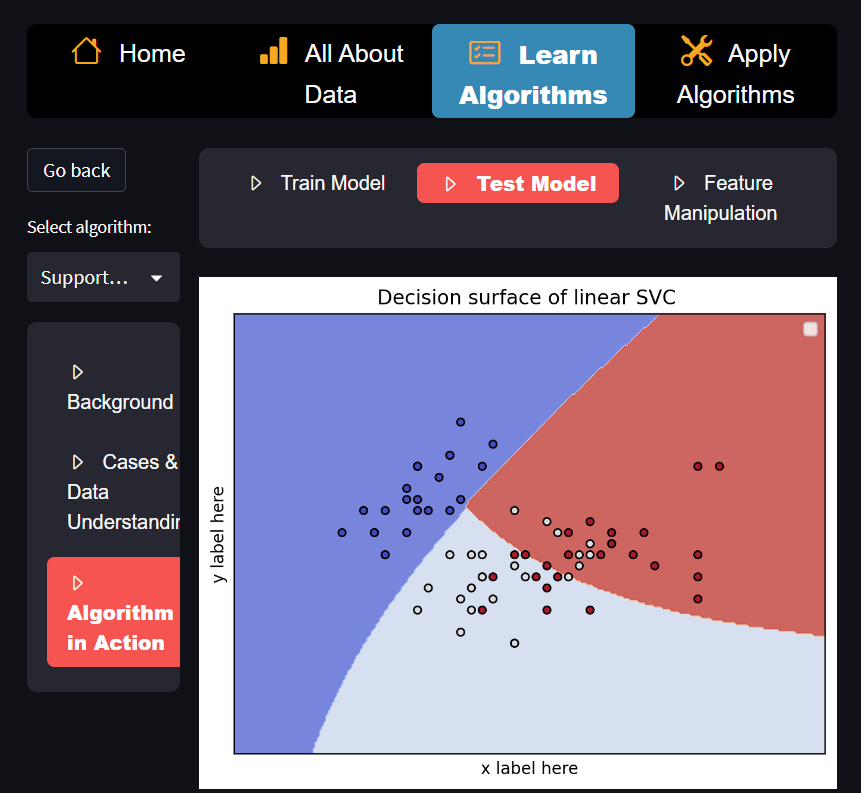 Home
All About
Data
Learn
Algorithms
Apply
Algorithms
Go back
Select algorithm:
Support...
Background
Cases &
Data
Understandin
Algorithm
in Action
Train Model
Test Model
Feature
Manipulation
Decision surface of linear SVC
y label here
x label here